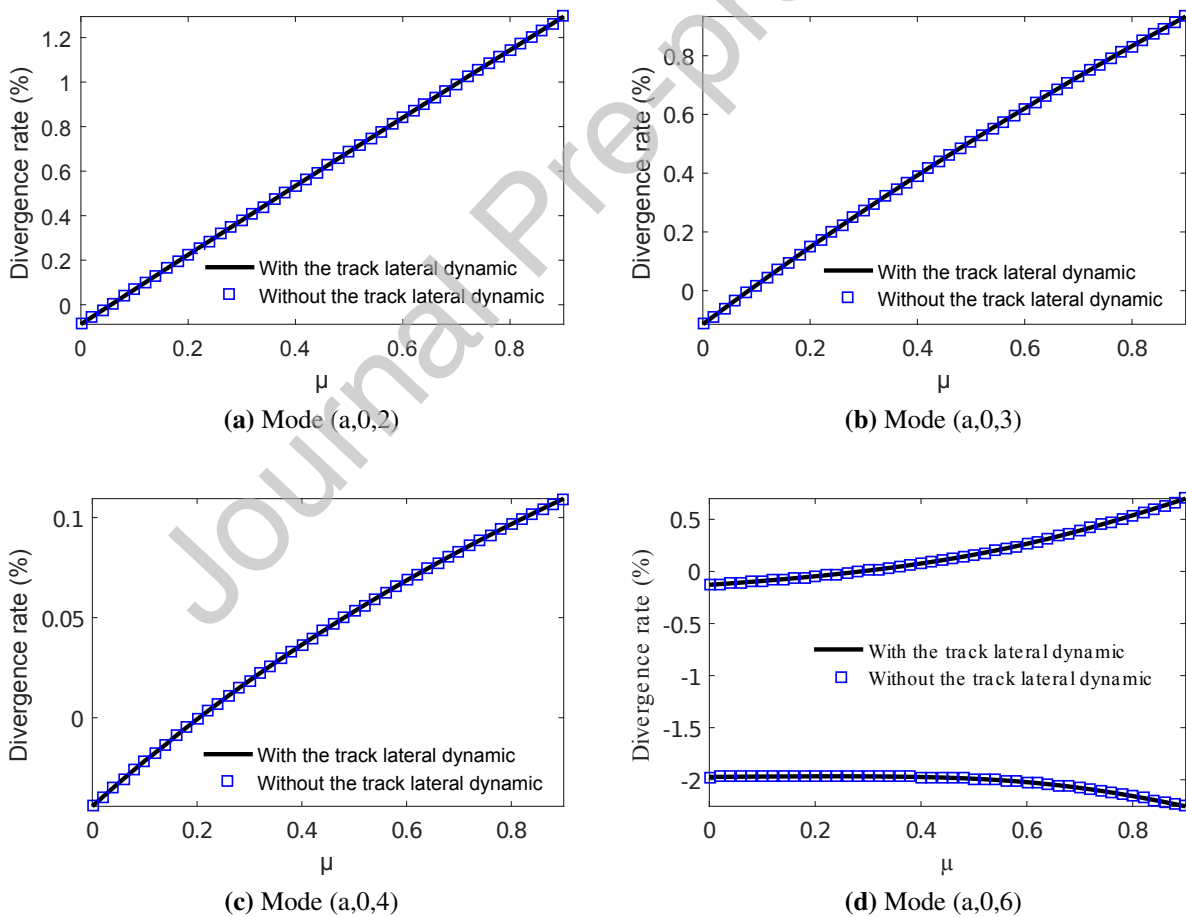 Journal Pre-pro
Divergence rate (%)
1.2
1
0.8
0.6
0.4
0.2
0
With the track lateral dynamic
Without the track lateral dynamic
0 0.2 0.4 0.6 0.8
μ
(a) Mode (a,0,2)
Divergence rate (%)
0.8
0.6
0.4
0.2
0
With the track lateral dynamic
Without the track lateral dynamic
0 0.2 0.4 0.6 0.8
μ
(b) Mode (a,0,3)
Divergence rate (%)
0.1
0.05
0
With the track lateral dynamic
Without the track lateral dynamic
0 0.2 0.4 0.6 0.8
μ
(c) Mode (a,0,4)
Divergence rate (%)
0.5
0
-0.5
-1
-1.5
-2
With the track lateral dynamic
Without the track lateral dynamic
0 0.2 0.4 0.6 0.8
μ
(d) Mode (a,0,6)